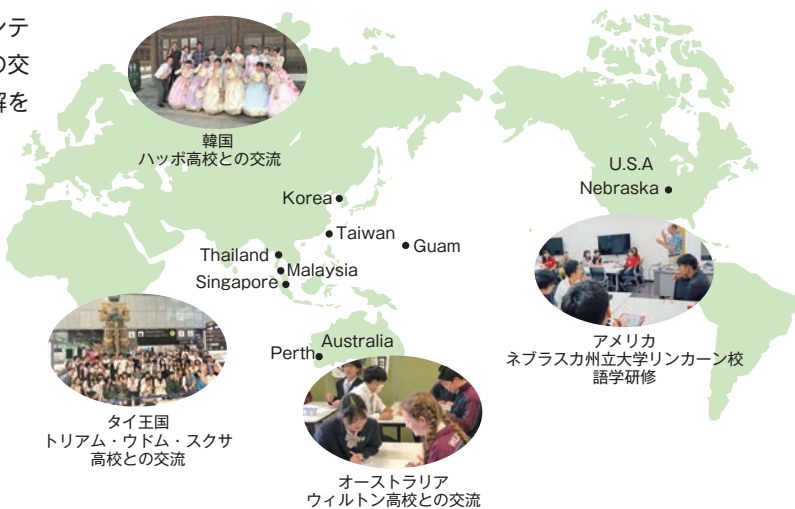 ンテ
の交
解を
韓国
ハッポ高校との交流
U.S.A
Nebraska
Korea
Taiwan
Guam
Thailand
Malaysia
Singapore
Perth
Australia
アメリカ
ネブラスカ州立大学リンカーン校
語学研修
タイ王国
トリアム・ウドム・スクサ
高校との交流
オーストラリア
ウィルトン高校との交流